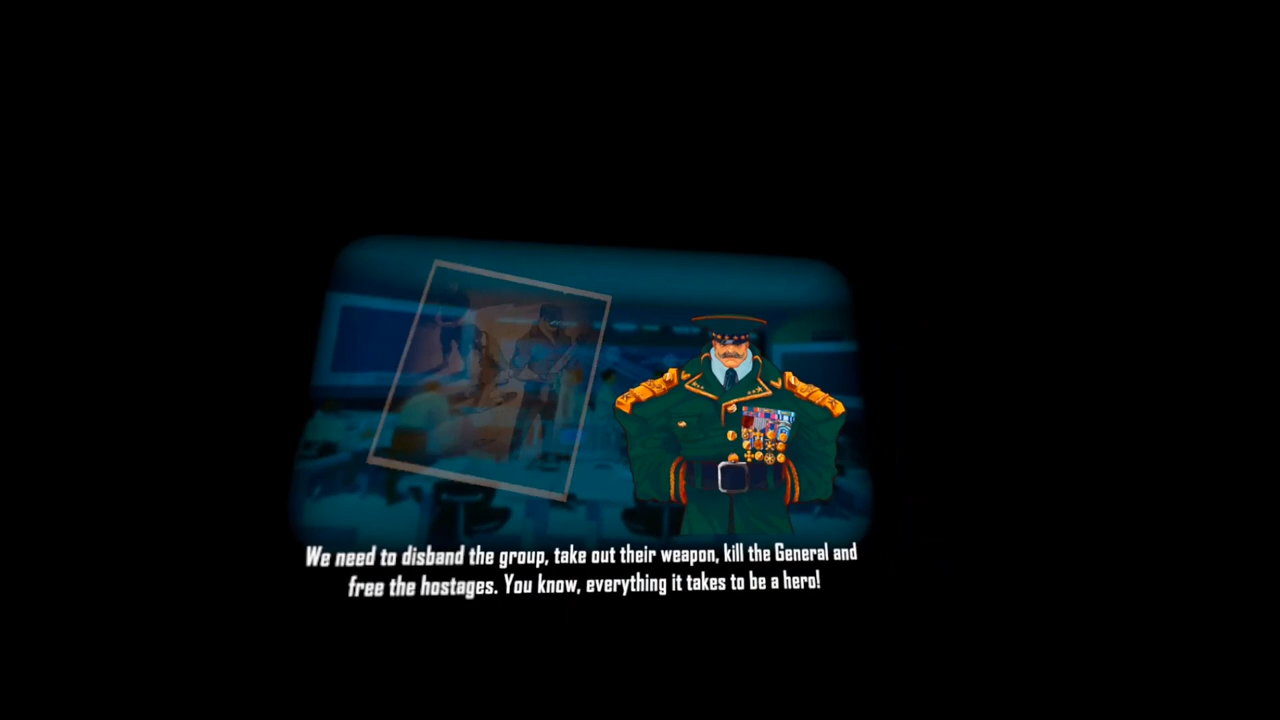 We need to disband the group, take out their weapon, kill the General and
free the hostages. You know, everything it takes to be a hero!